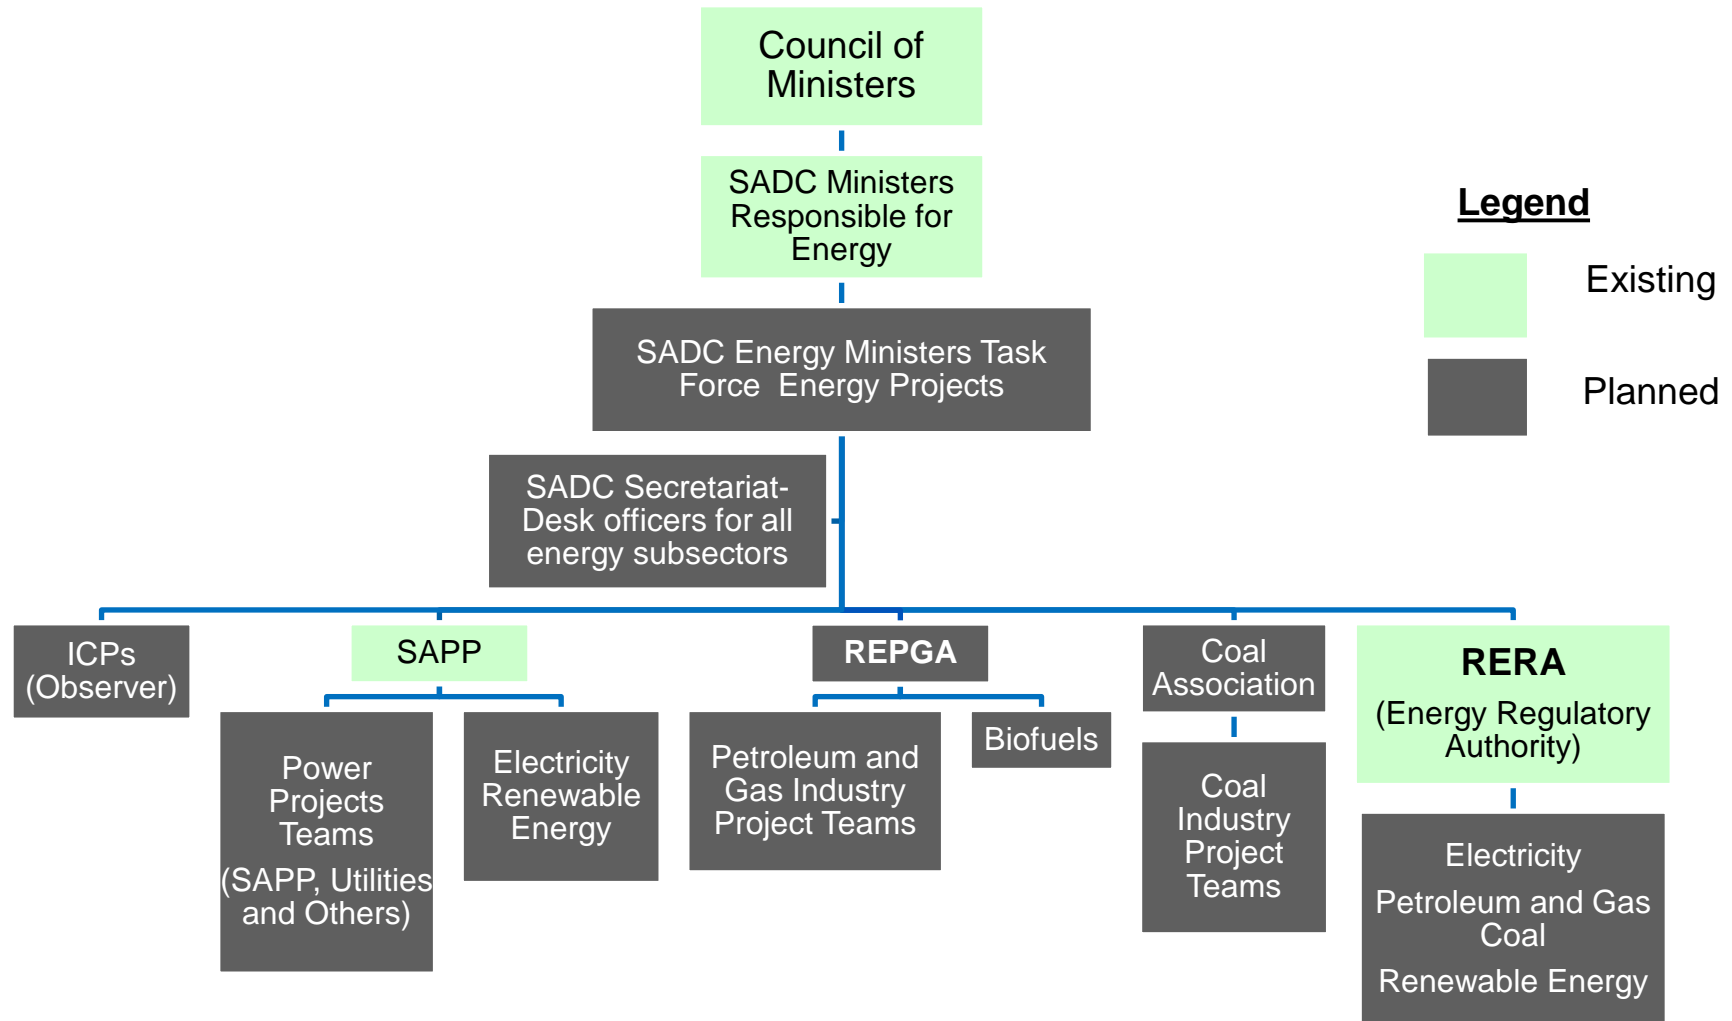 Council of
Ministers
SADC Ministers
Responsible for
Energy
Legend
Existing
Planned
SADC Energy Ministers Task
Force  Energy Projects
SADC Secretariat-
Desk officers for all
energy subsectors
ICPs
(Observer)
SAPP
REPGA
Coal
Association
RERA
(Energy Regulatory
Authority)
Power
Projects
Teams
(SAPP, Utilities
and Others)
Electricity
Renewable
Energy
Petroleum and
Gas Industry
Project Teams
Biofuels
Coal
Industry
Project
Teams
Electricity
Petroleum and Gas
Coal
Renewable Energy